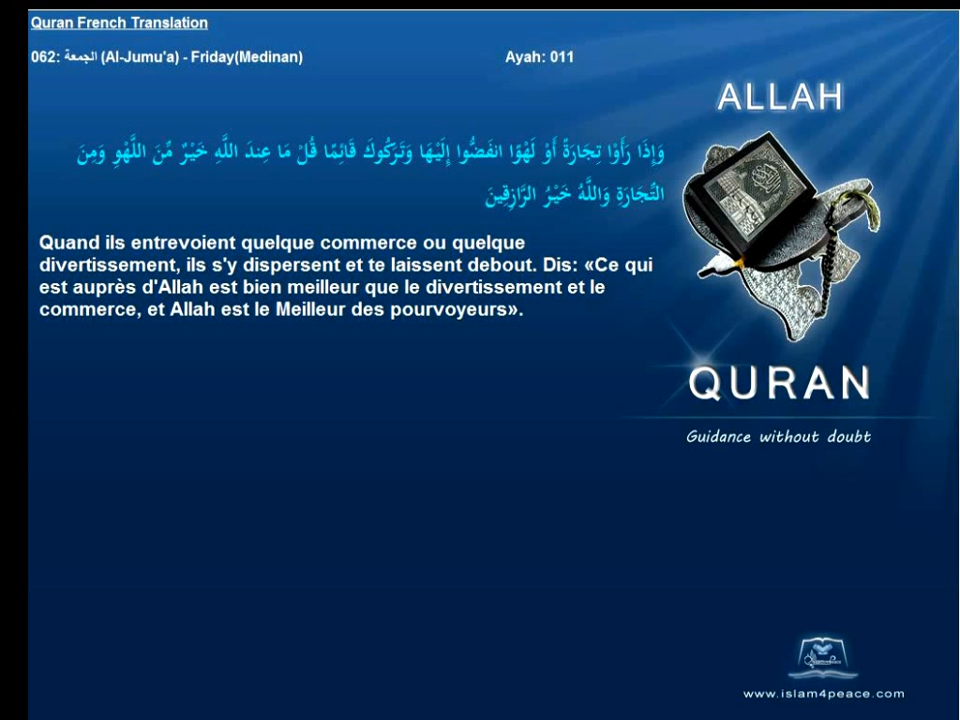 Quran French Translation
062: الجمعة (Al-Jumu'a) - Friday(Medinan) Ayah: 011
ALLAH
وَإِذَا رَأَوْا تِجَارَةً أَوْ لَهْوًا انفَضُّوا إِلَيْهَا وَتَرَكُوكَ قَائِمًا قُلْ مَا عِندَ اللَّهِ خَيْرٌ مِّنَ اللَّهْوِ وَمِنَ
التِّجَارَةِ وَاللَّهُ خَيْرُ الرَّازِقِينَ
Quand ils entrevoient quelque commerce ou quelque
divertissement, ils s'y dispersent et te laissent debout. Dis: «Ce qui
est auprès d'Allah est bien meilleur que le divertissement et le
commerce, et Allah est le Meilleur des pourvoyeurs».
QURAN
Guidance without doubt
www.islam4peace.com